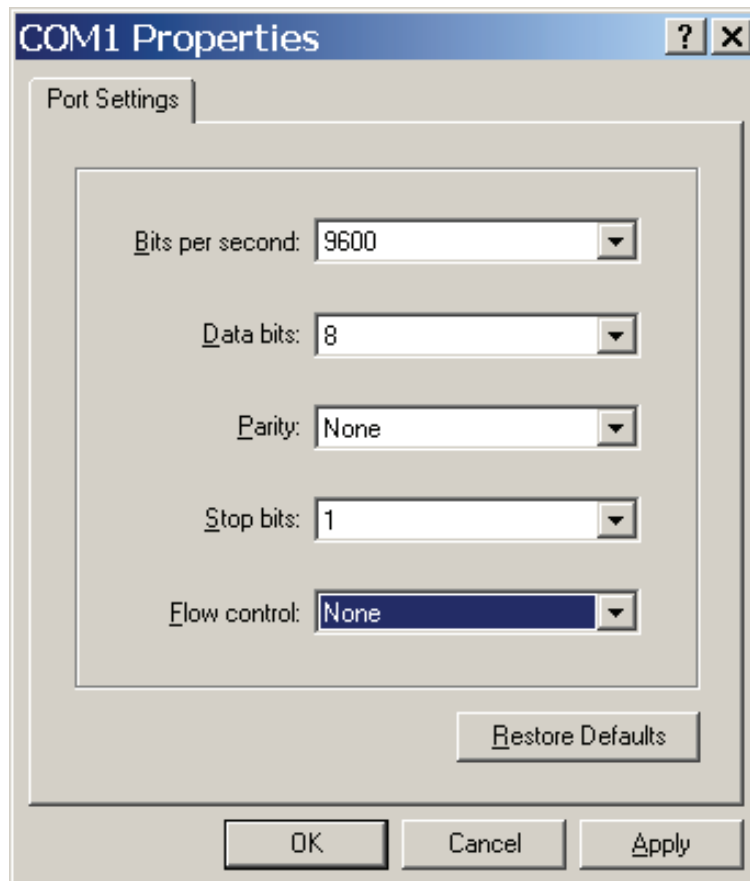 COM1 Properties ? X
Port Settings
Bits per second: 9600
Data bits: 8
Parity: None
Stop bits: 1
Flow control: None
Restore Defaults
OK Cancel Apply